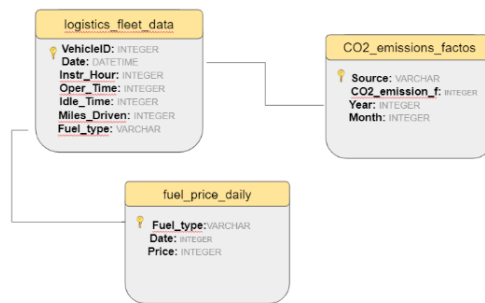 logistics_fleet_data
VehicleID: INTEGER
Date: DATETIME
Instr_Hour: INTEGER
Oper_Time: INTEGER
Idle_Time: INTEGER
Miles_Driven: INTEGER
Fuel_type: VARCHAR
CO2_emissions_factos
Source: VARCHAR
CO2_emission_f: INTEGER
Year: INTEGER
Month: INTEGER
fuel_price_daily
Fuel_type:VARCHAR
Date: INTEGER
Price: INTEGER